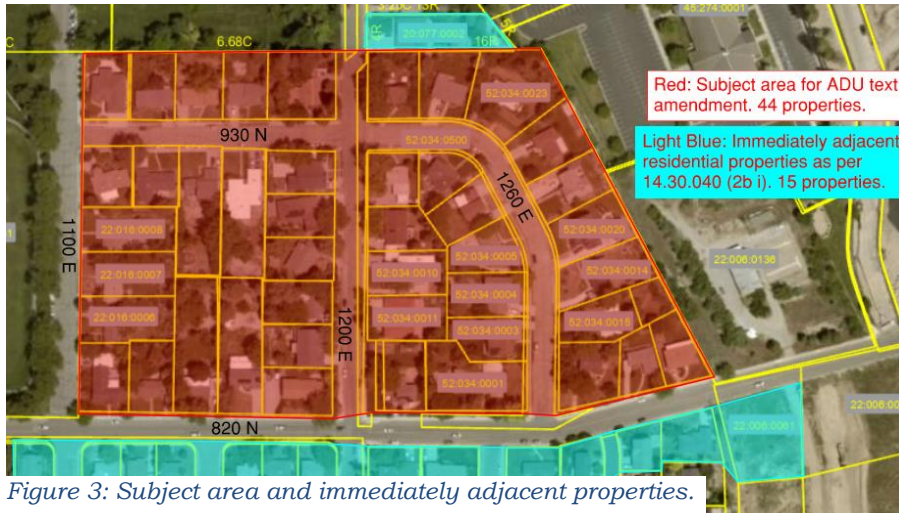 45:274:0001
20:077:0002
16R
C
6.68C
Red: Subject area for ADU text
amendment. 44 properties.
52:034:0023
930 N
52:034:0500
Light Blue: Immediately adjacent
residential properties as per
14.30.040 (2b i). 15 properties.
1260 E
1100 E
22:016:0008
52:034:0020
52:034:0005
22:006:0136
22:016:0007
52:034:0010
52:034:0014
52:034:0004
22:016:0006
52:034:0011
1200 E
52:034:0015
52:034:0003
52:034:0001
22:006:00
820 N
22:006:0061
Figure 3: Subject area and immediately adjacent properties.